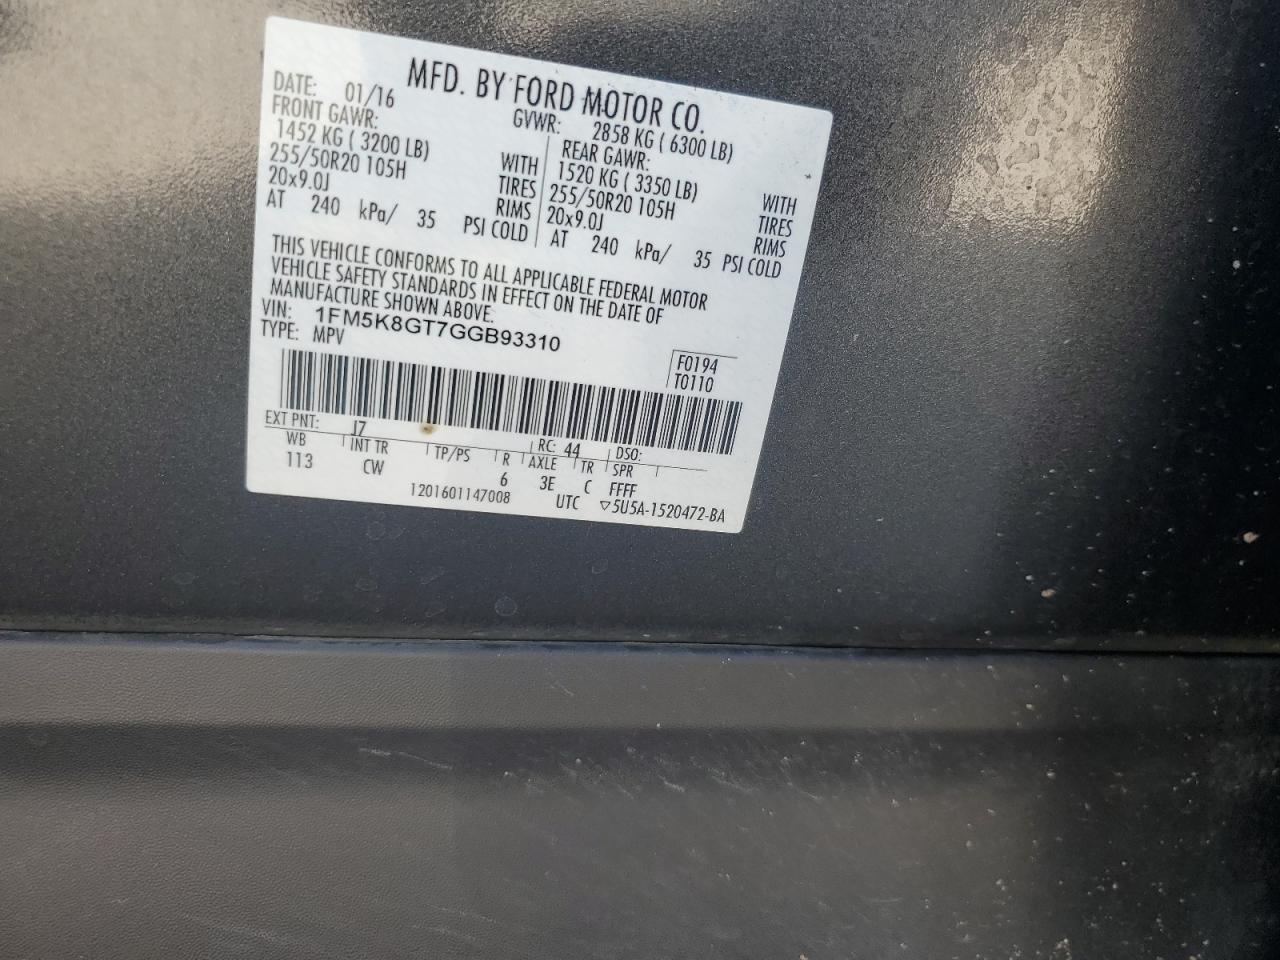 MFD. BY FORD MOTOR CO.
DATE: 01/16
GVWR: 2858 KG ( 6300 LB)
FRONT GAWR:
REAR GAWR:
1452 KG ( 3200 LB) WITH
1520 KG ( 3350 LB) WITH
255/50R20 105H TIRES
255/50R20 105H TIRES
20x9.0J RIMS
20x9.0J RIMS
AT 240 kPa/ 35 PSI COLD
AT 240 kPa/ 35 PSI COLD
THIS VEHICLE CONFORMS TO ALL APPLICABLE FEDERAL MOTOR
VEHICLE SAFETY STANDARDS IN EFFECT ON THE DATE OF
MANUFACTURE SHOWN ABOVE.
VIN: 1FM5K8GT7GGB93310
TYPE: MPV
F0194
T0110
EXT PNT: J7 RC: 44 DSO:
WB INT TR TP/PS R AXLE TR SPR
113 CW 6 3E C FFFF
1201601147008 UTC ▽5U5A-1520472-BA